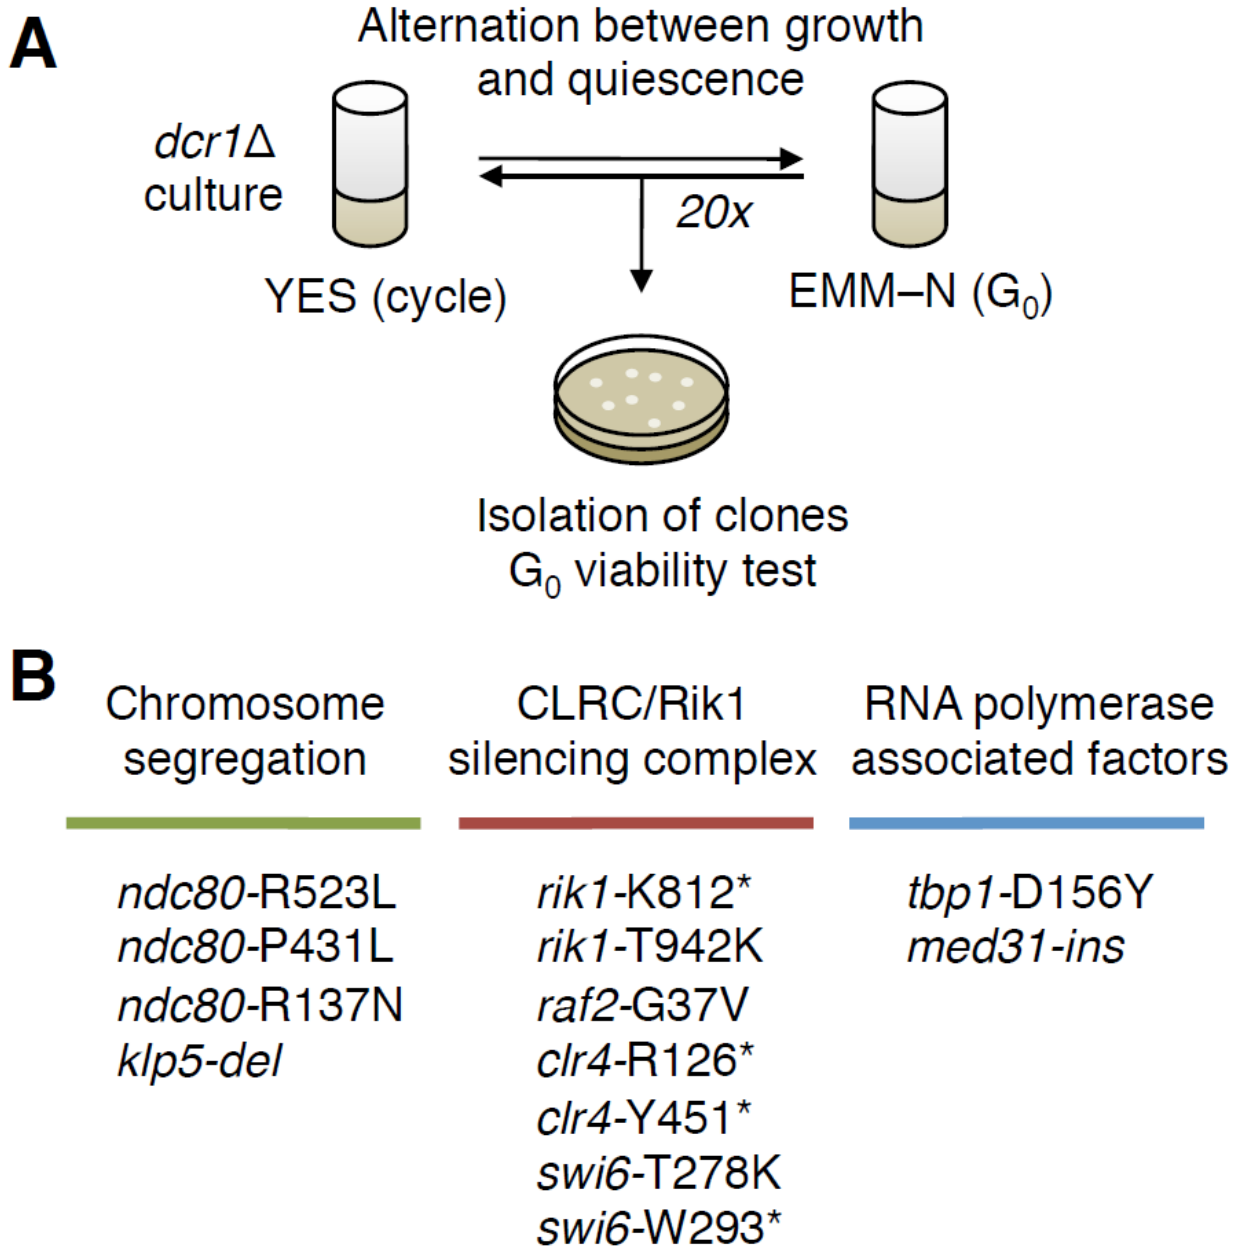 A
Alternation between growth
and quiescence
dcr1Δ
culture
20x
YES (cycle)
EMM–N (G₀)
Isolation of clones
G₀ viability test
B
Chromosome
segregation
ndc80-R523L
ndc80-P431L
ndc80-R137N
klp5-del
CLRC/Rik1
silencing complex
rik1-K812*
rik1-T942K
raf2-G37V
clr4-R126*
clr4-Y451*
swi6-T278K
swi6-W293*
RNA polymerase
associated factors
tbp1-D156Y
med31-ins